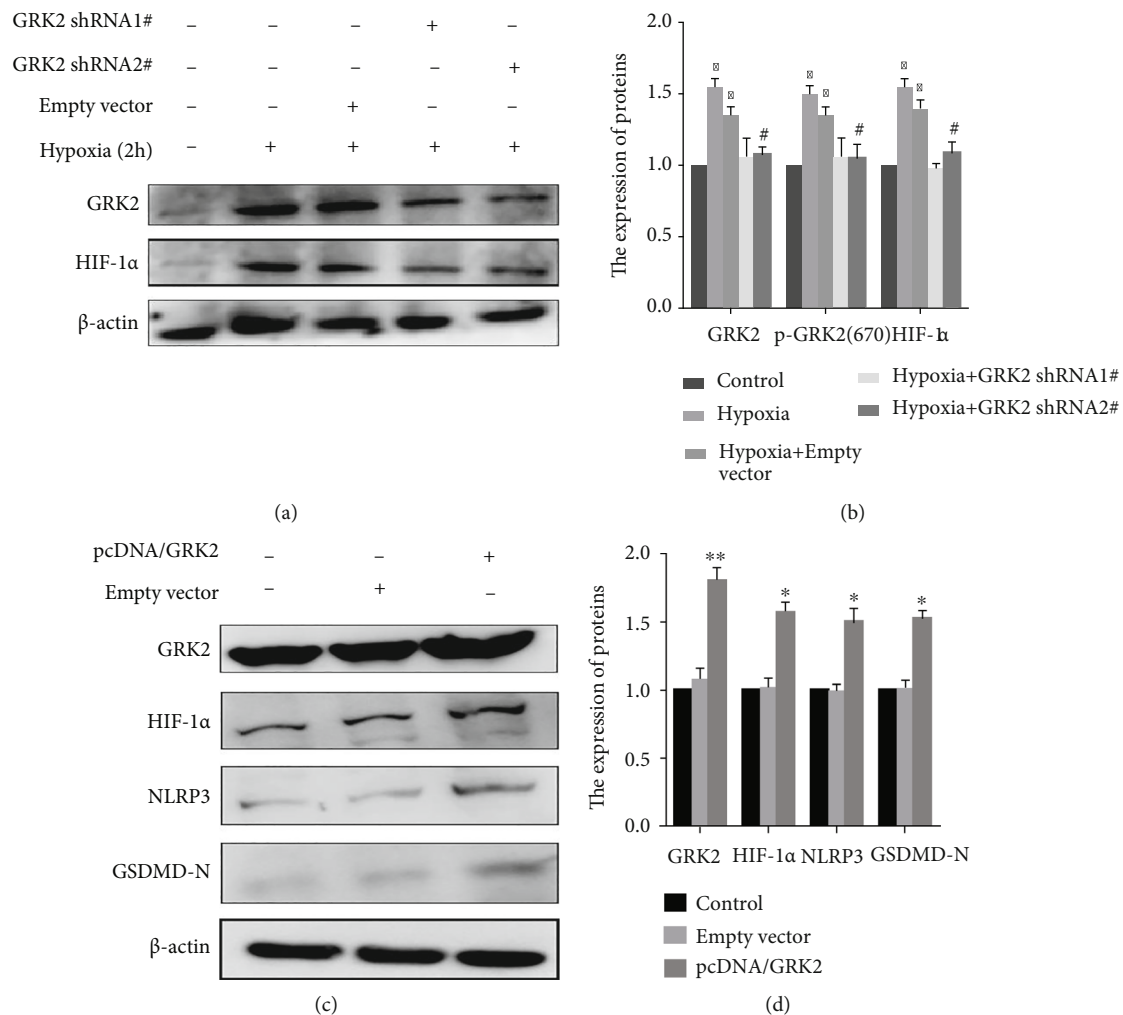 GRK2 shRNA1# – – – + –
GRK2 shRNA2# – – – – +
Empty vector – – + – –
Hypoxia (2h) – + + + +
GRK2
HIF-1α
β-actin
(a)
The expression of proteins
2.0
1.5
1.0
0.5
0.0
# # #
GRK2 p-GRK2(670) HIF-1α
Control
Hypoxia
Hypoxia+Empty
vector
Hypoxia+GRK2 shRNA1#
Hypoxia+GRK2 shRNA2#
(b)
pcDNA/GRK2 – – +
Empty vector – + –
GRK2
HIF-1α
NLRP3
GSDMD-N
β-actin
(c)
The expression of proteins
2.0
1.5
1.0
0.5
0.0
** * * *
GRK2 HIF-1α NLRP3 GSDMD-N
Control
Empty vector
pcDNA/GRK2
(d)